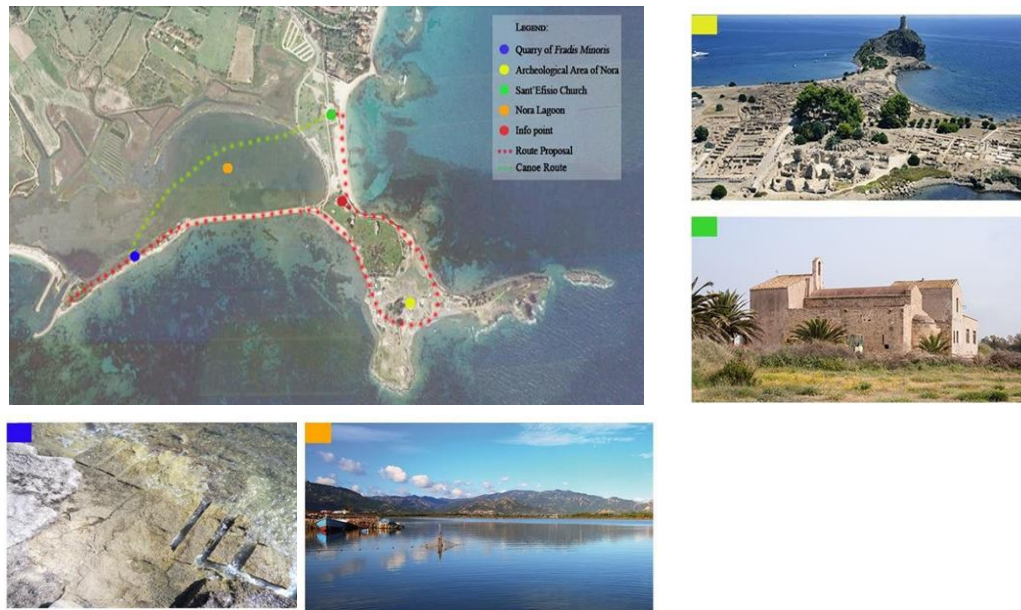 LEGEND:
Quarry of Fradis Minoris
Archeological Area of Nora
Sant'Efisio Church
Nora Lagoon
Info point
Route Proposal
Canoe Route